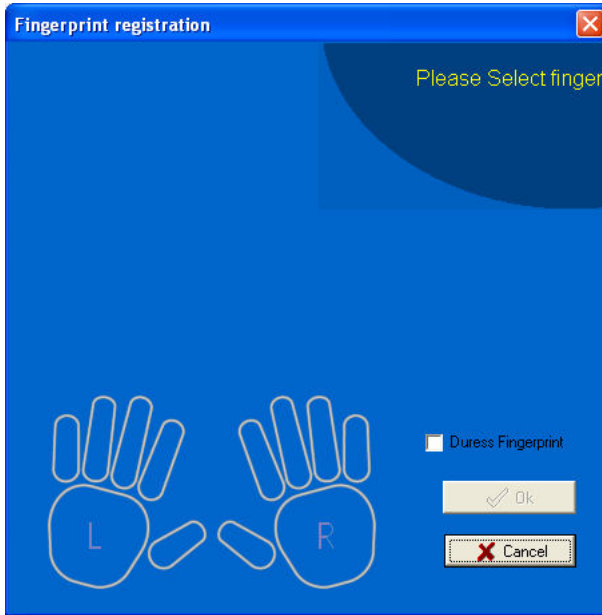 Fingerprint registration
Please Select finger
L
R
Duress Fingerprint
Ok
Cancel